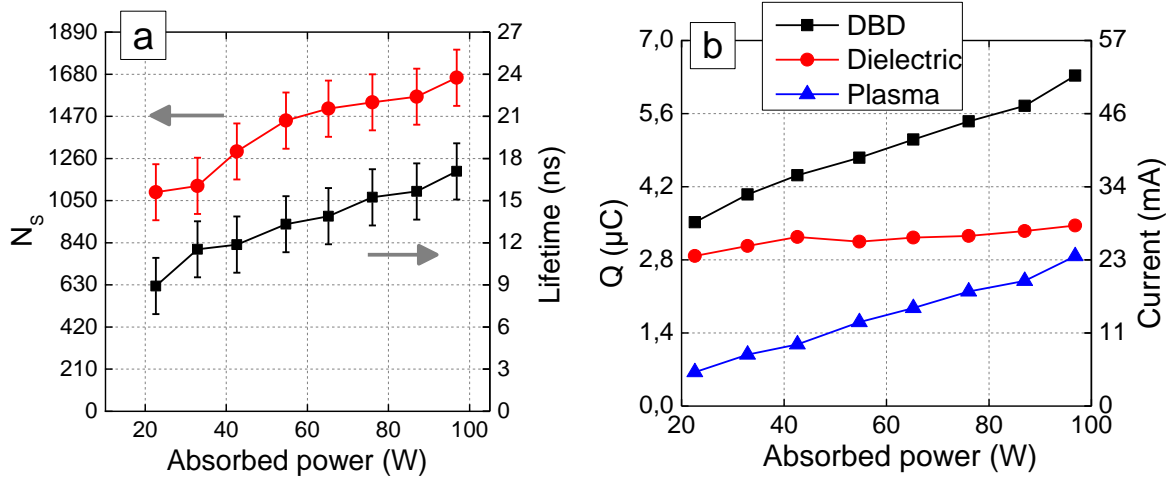 a
1890
1680
1470
1260
1050
840
630
420
210
0
N_S
27
24
21
18
15
12
9
6
3
0
Lifetime (ns)
20 40 60 80 100
Absorbed power (W)
b
DBD
Dielectric
Plasma
7,0
5,6
4,2
2,8
1,4
0,0
Q (µC)
57
46
34
23
11
0
Current (mA)
20 40 60 80 100
Absorbed power (W)